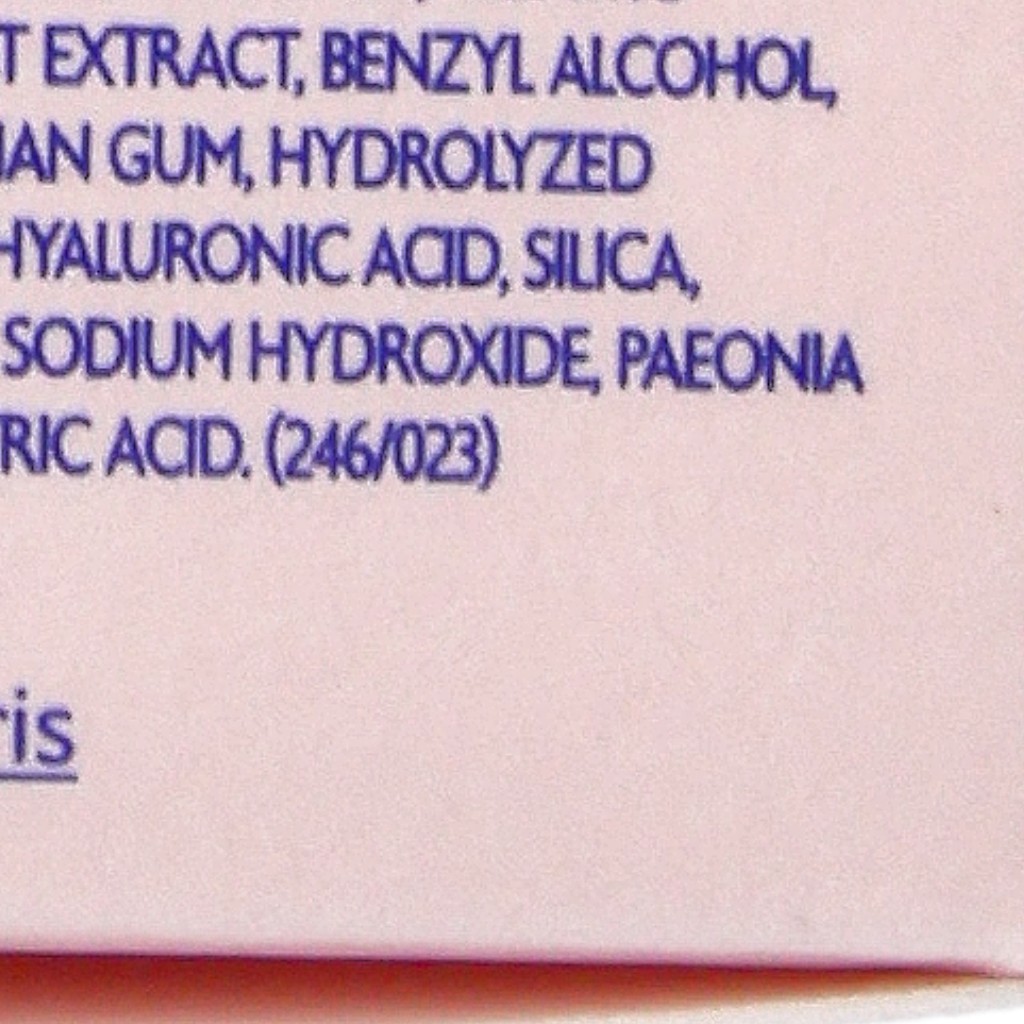 T EXTRACT, BENZYL ALCOHOL,
IAN GUM, HYDROLYZED
HYALURONIC ACID, SILICA,
SODIUM HYDROXIDE, PAEONIA
RIC ACID. (246/023)
ris